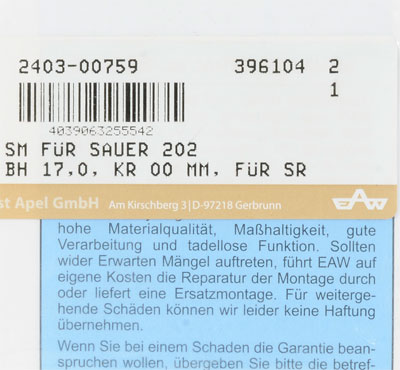 2403-00759 396104 2
1
4039063255542
SM FüR SAUER 202
BH 17,0, KR 00 MM, FüR SR
st Apel GmbH Am Kirschberg 3 | D-97218 Gerbrunn EAW
hohe Materialqualität, Maßhaltigkeit, gute
Verarbeitung und tadellose Funktion. Sollten
wider Erwarten Mängel auftreten, führt EAW auf
eigene Kosten die Reparatur der Montage durch
oder liefert eine Ersatzmontage. Für weiterge-
hende Schäden können wir leider keine Haftung
übernehmen.
Wenn Sie bei einem Schaden die Garantie bean-
spruchen wollen, übergeben Sie bitte die betref-